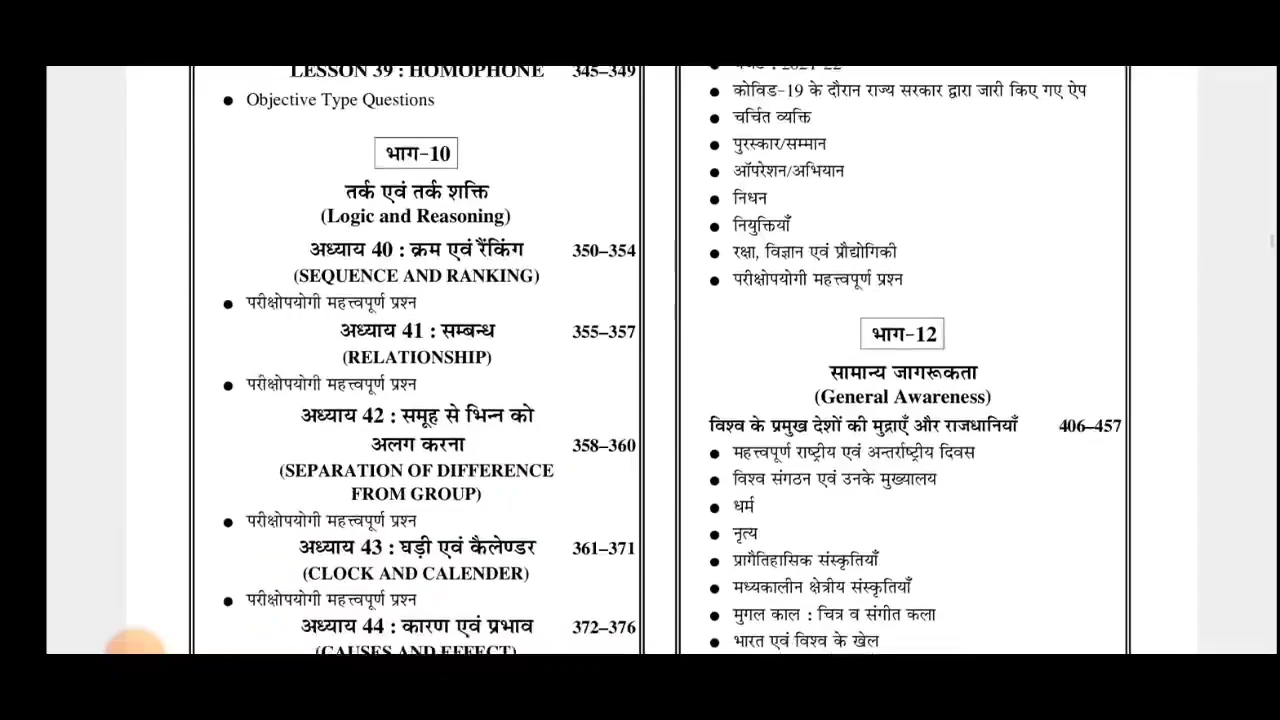 LESSON 39 : HOMOPHONE 345–349
● Objective Type Questions
भाग-10
तर्क एवं तर्क शक्ति
(Logic and Reasoning)
अध्याय 40 : क्रम एवं रैंकिंग 350–354
(SEQUENCE AND RANKING)
● परीक्षोपयोगी महत्त्वपूर्ण प्रश्न
अध्याय 41 : सम्बन्ध 355–357
(RELATIONSHIP)
● परीक्षोपयोगी महत्त्वपूर्ण प्रश्न
अध्याय 42 : समूह से भिन्न को
अलग करना 358–360
(SEPARATION OF DIFFERENCE
FROM GROUP)
● परीक्षोपयोगी महत्त्वपूर्ण प्रश्न
अध्याय 43 : घड़ी एवं कैलेण्डर 361–371
(CLOCK AND CALENDER)
● परीक्षोपयोगी महत्त्वपूर्ण प्रश्न
अध्याय 44 : कारण एवं प्रभाव 372–376
(CAUSES AND EFFECT)
: 2021-22
● कोविड-19 के दौरान राज्य सरकार द्वारा जारी किए गए ऐप
● चर्चित व्यक्ति
● पुरस्कार/सम्मान
● ऑपरेशन/अभियान
● निधन
● नियुक्तियाँ
● रक्षा, विज्ञान एवं प्रौद्योगिकी
● परीक्षोपयोगी महत्त्वपूर्ण प्रश्न
भाग-12
सामान्य जागरूकता
(General Awareness)
विश्व के प्रमुख देशों की मुद्राएँ और राजधानियाँ 406–457
● महत्त्वपूर्ण राष्ट्रीय एवं अन्तर्राष्ट्रीय दिवस
● विश्व संगठन एवं उनके मुख्यालय
● धर्म
● नृत्य
● प्रागैतिहासिक संस्कृतियाँ
● मध्यकालीन क्षेत्रीय संस्कृतियाँ
● मुगल काल : चित्र व संगीत कला
● भारत एवं विश्व के खेल